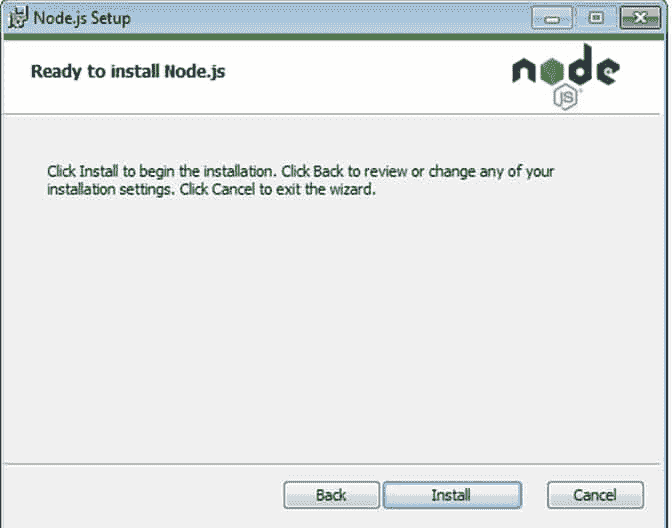 Node.js Setup
Ready to install Node.js
node
JS
Click Install to begin the installation. Click Back to review or change any of your
installation settings. Click Cancel to exit the wizard.
Back
Install
Cancel